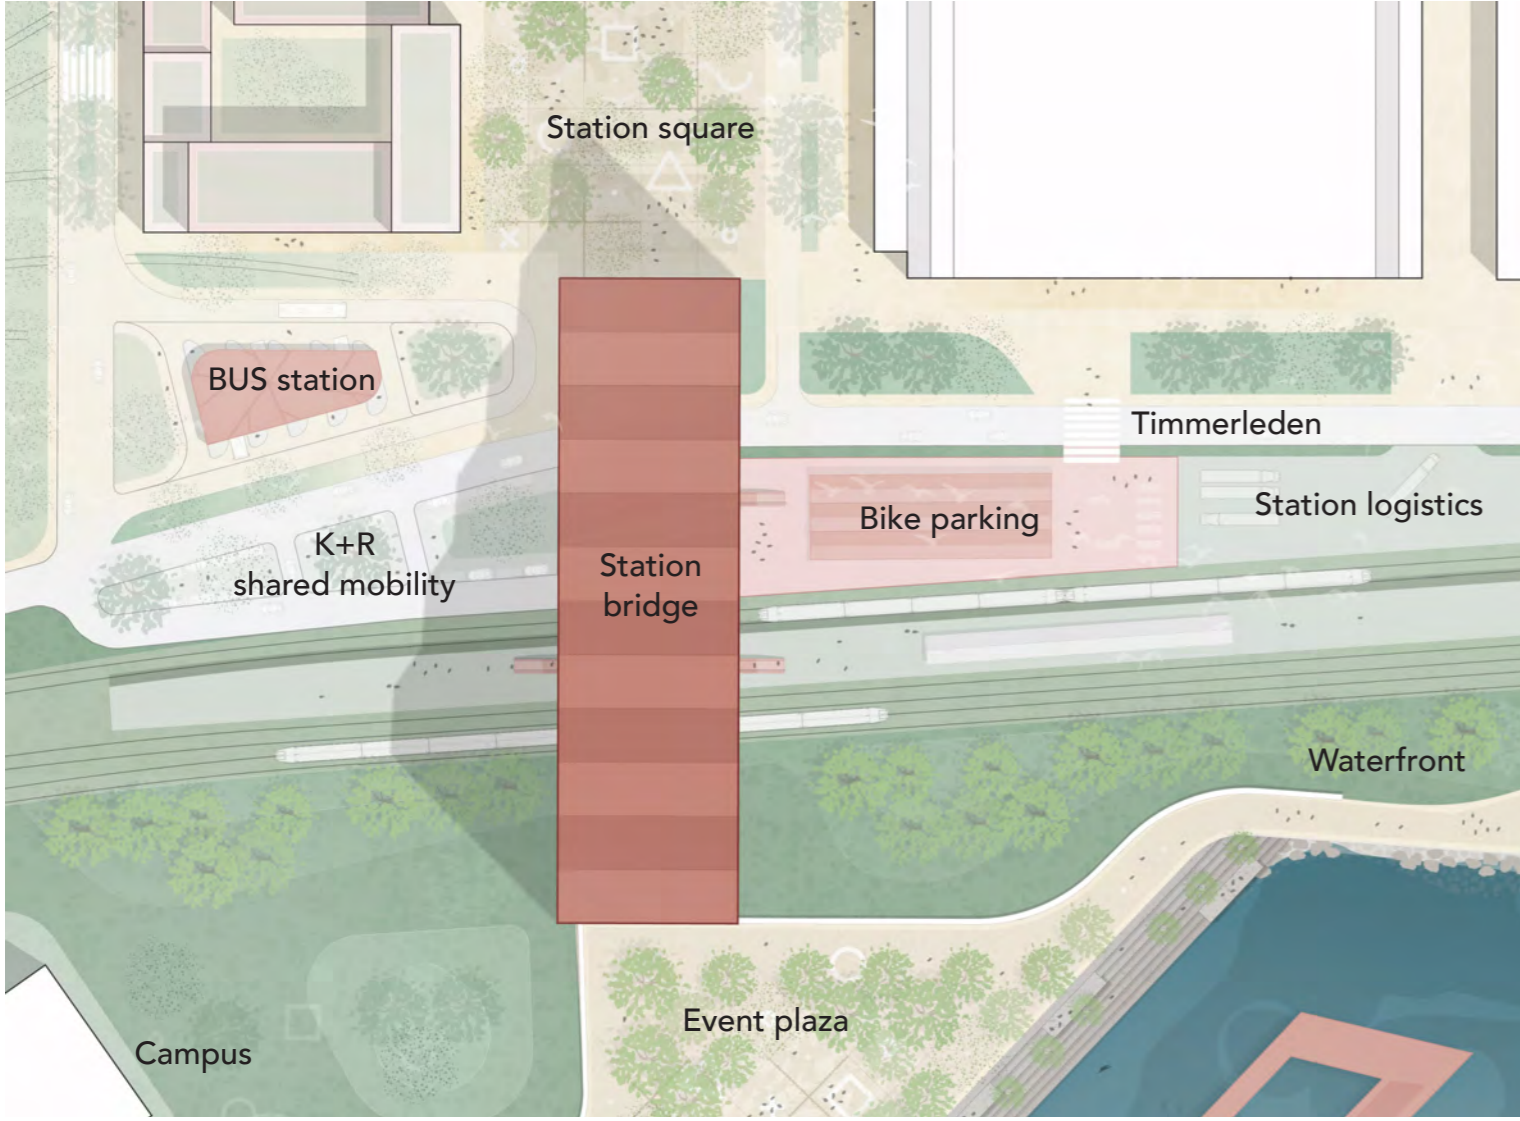 Station square
BUS station
Timmerleden
Station logistics
Bike parking
K+R
shared mobility
Station
bridge
Waterfront
Event plaza
Campus